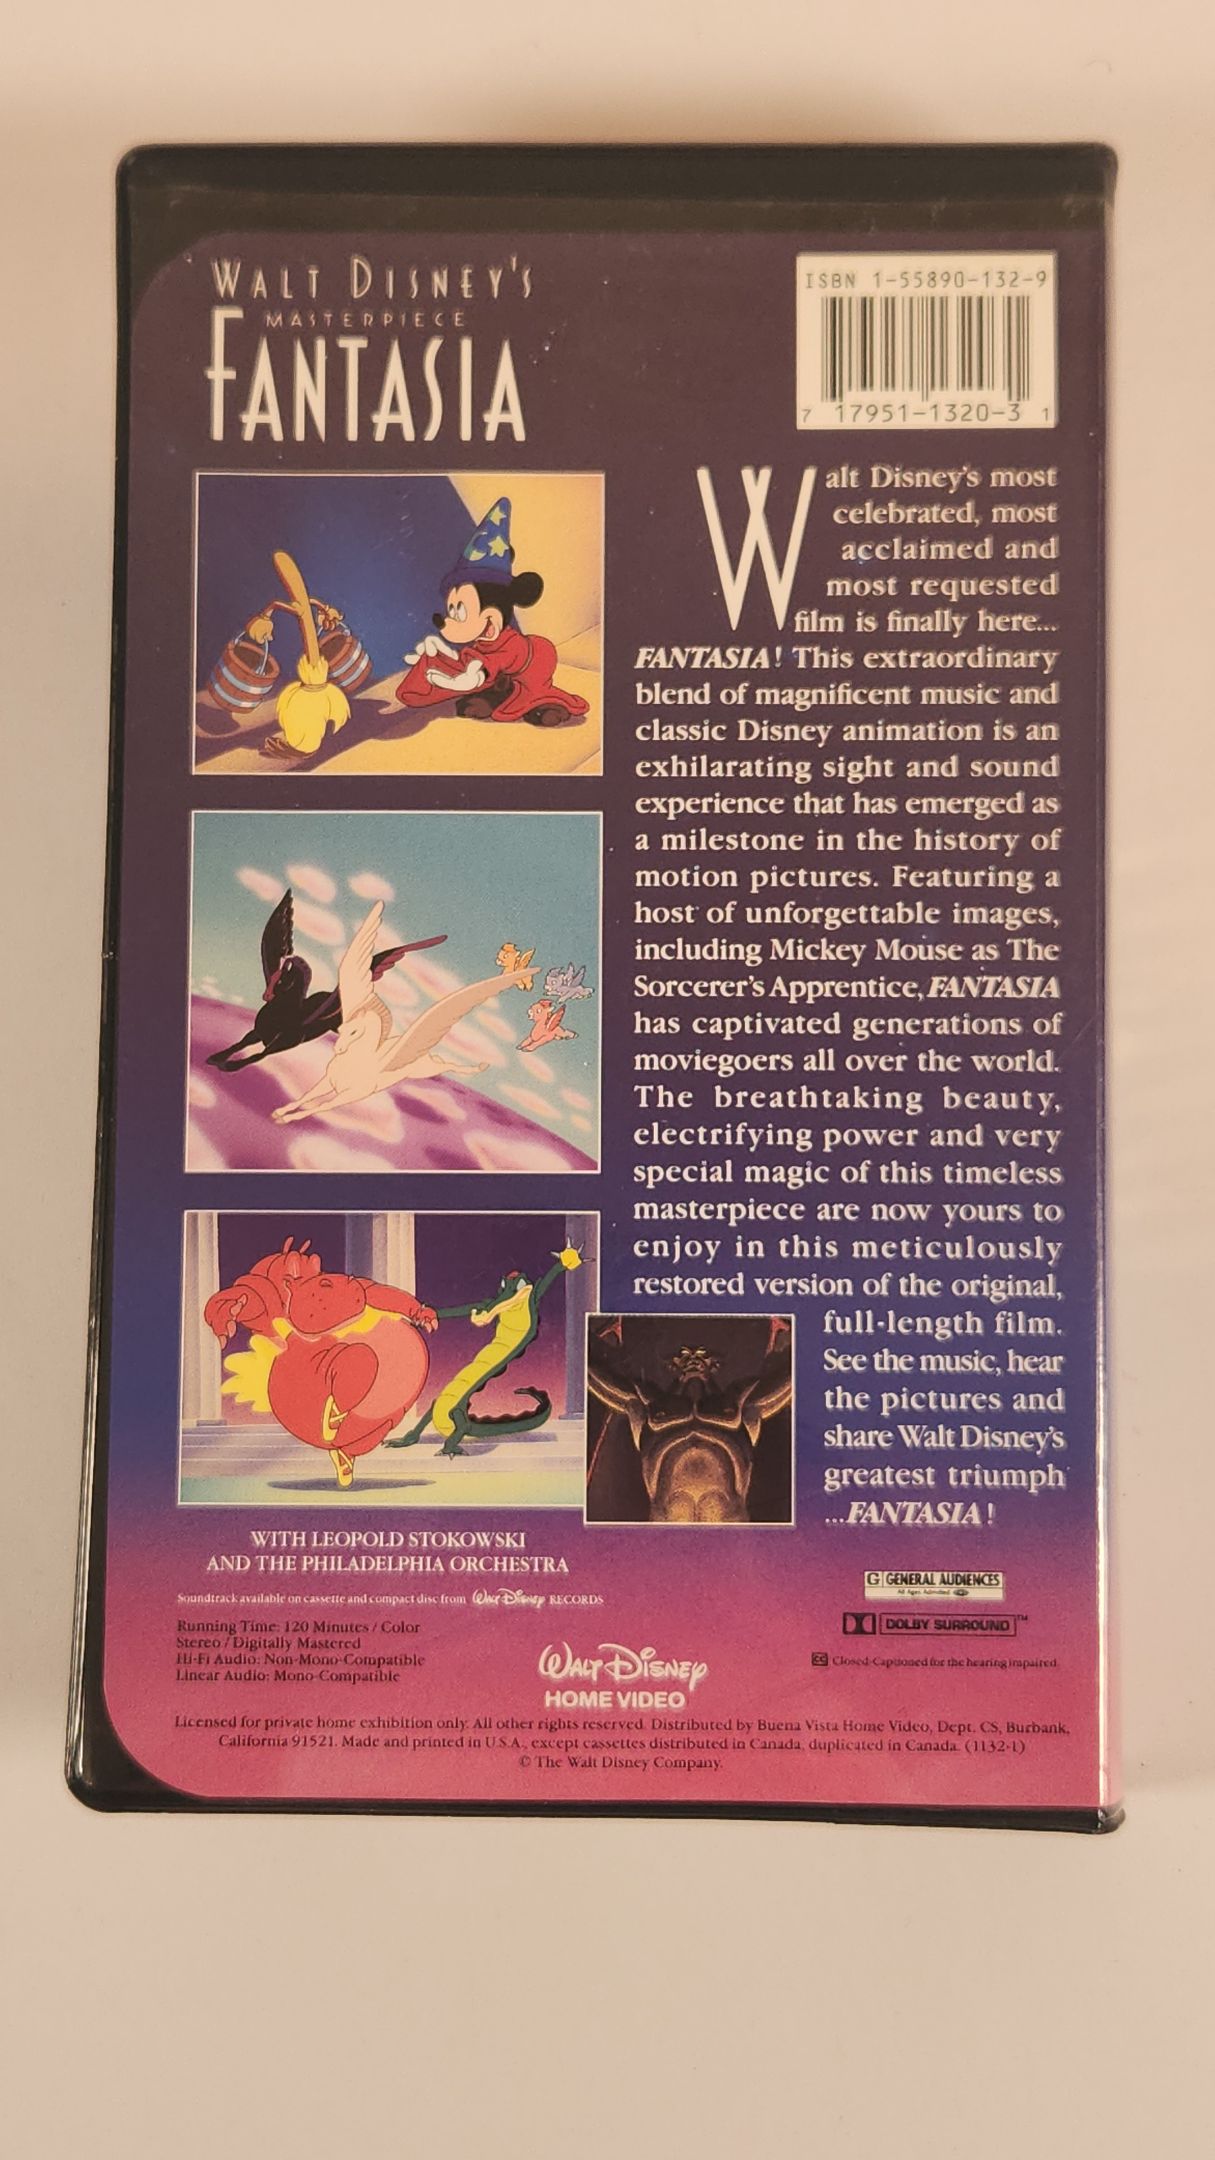 WALT DISNEY'S
MASTERPIECE
FANTASIA
ISBN 1-55890-132-9
7 17951-1320-3 1
Walt Disney's most
celebrated, most
acclaimed and
most requested
film is finally here...
FANTASIA! This extraordinary
blend of magnificent music and
classic Disney animation is an
exhilarating sight and sound
experience that has emerged as
a milestone in the history of
motion pictures. Featuring a
host of unforgettable images,
including Mickey Mouse as The
Sorcerer's Apprentice, FANTASIA
has captivated generations of
moviegoers all over the world.
The breathtaking beauty,
electrifying power and very
special magic of this timeless
masterpiece are now yours to
enjoy in this meticulously
restored version of the original,
full-length film.
See the music, hear
the pictures and
share Walt Disney's
greatest triumph
...FANTASIA!
WITH LEOPOLD STOKOWSKI
AND THE PHILADELPHIA ORCHESTRA
Soundtrack available on cassette and compact disc from Walt Disney RECORDS
Running Time: 120 Minutes / Color
Stereo / Digitally Mastered
Hi-Fi Audio: Non-Mono-Compatible
Linear Audio: Mono-Compatible
WALT DISNEY
HOME VIDEO
G GENERAL AUDIENCES
All Ages Admitted
DOLBY SURROUND™
CC Closed-Captioned for the hearing impaired.
Licensed for private home exhibition only. All other rights reserved. Distributed by Buena Vista Home Video, Dept. CS, Burbank,
California 91521. Made and printed in U.S.A., except cassettes distributed in Canada, duplicated in Canada. (1132-1)
© The Walt Disney Company.